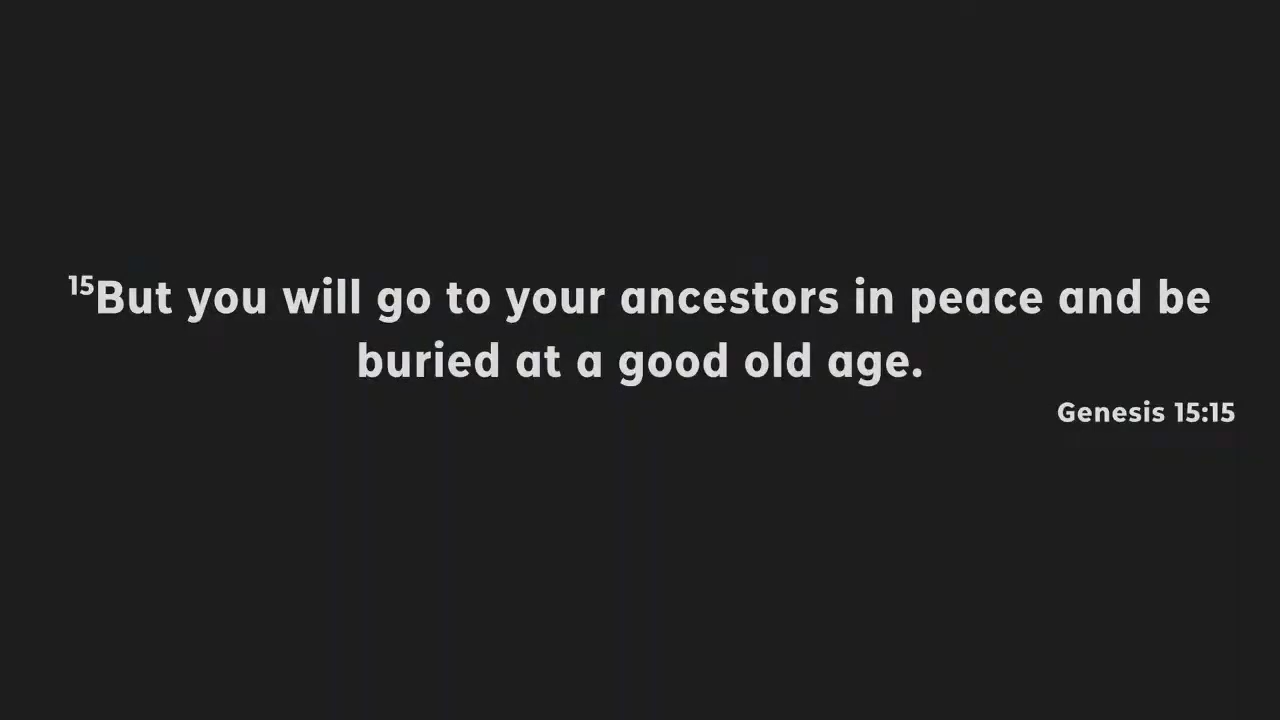 15But you will go to your ancestors in peace and be
buried at a good old age.
Genesis 15:15